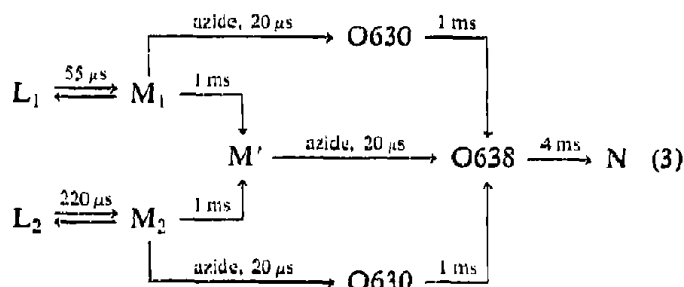 azide, 20 μs O630 1 ms
L₁ 55 μs M₁ 1 ms
M′ azide, 20 μs O638 4 ms N (3)
L₂ 220 μs M₂ 1 ms
azide, 20 μs O630 1 ms